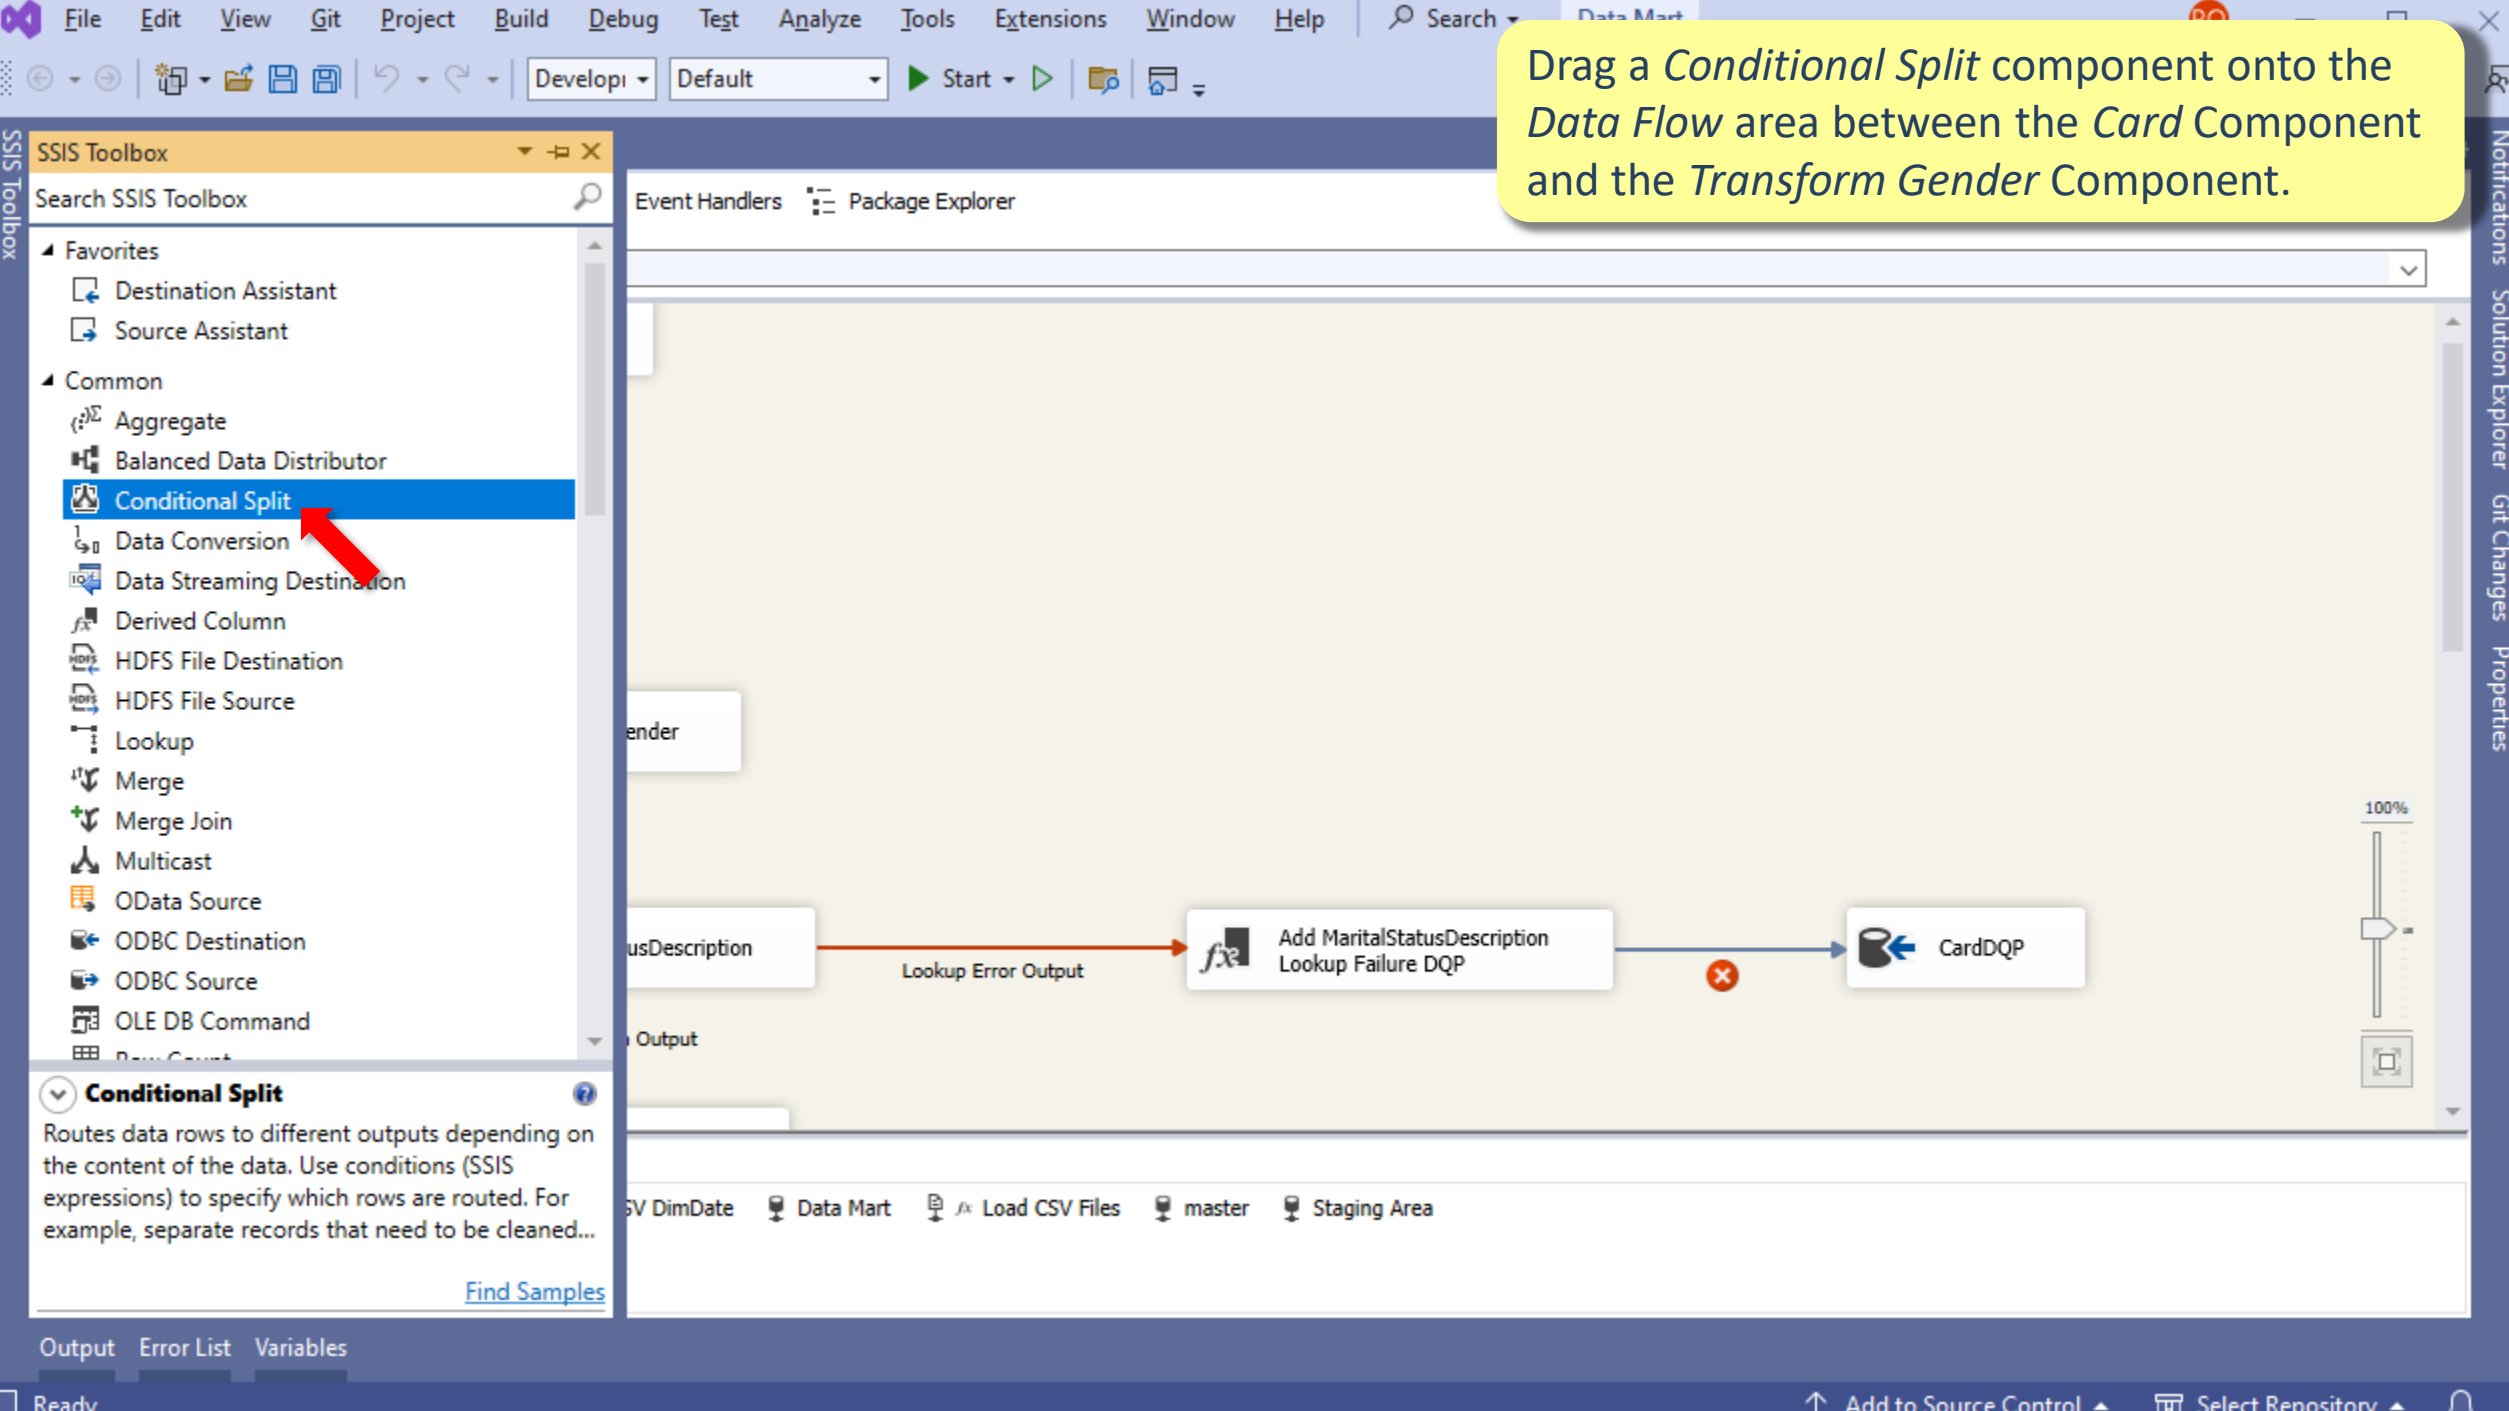 File Edit View Git Project Build Debug Test Analyze Tools Extensions Window Help Search Data Mart
Develop Default Start
Drag a Conditional Split component onto the
Data Flow area between the Card Component
and the Transform Gender Component.
SSIS Toolbox
SSIS Toolbox
Search SSIS Toolbox
Event Handlers Package Explorer
Favorites
Destination Assistant
Source Assistant
Common
Aggregate
Balanced Data Distributor
Conditional Split
Data Conversion
Data Streaming Destination
Derived Column
HDFS File Destination
HDFS File Source
Lookup
Merge
Merge Join
Multicast
OData Source
ODBC Destination
ODBC Source
OLE DB Command
Row Count
Conditional Split
Routes data rows to different outputs depending on
the content of the data. Use conditions (SSIS
expressions) to specify which rows are routed. For
example, separate records that need to be cleaned...
Find Samples
ender
usDescription
Lookup Error Output
Add MaritalStatusDescription
Lookup Failure DQP
CardDQP
Output
100%
SV DimDate Data Mart Load CSV Files master Staging Area
Notifications
Solution Explorer
Git Changes
Properties
Output Error List Variables
Ready
Add to Source Control Select Repository